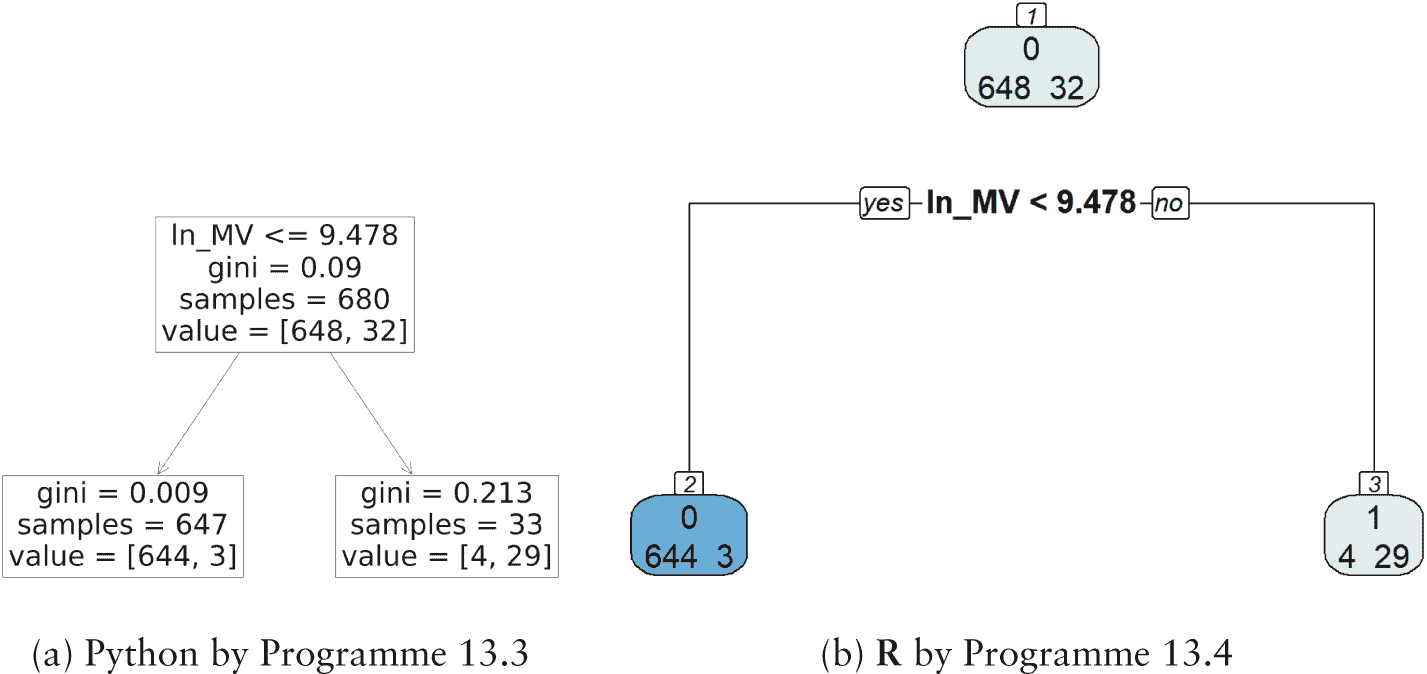 ln_MV <= 9.478
gini = 0.09
samples = 680
value = [648, 32]
gini = 0.009
samples = 647
value = [644, 3]
gini = 0.213
samples = 33
value = [4, 29]
(a) Python by Programme 13.3
1
0
648 32
yes ln_MV < 9.478 no
2
0
644 3
3
1
4 29
(b) R by Programme 13.4